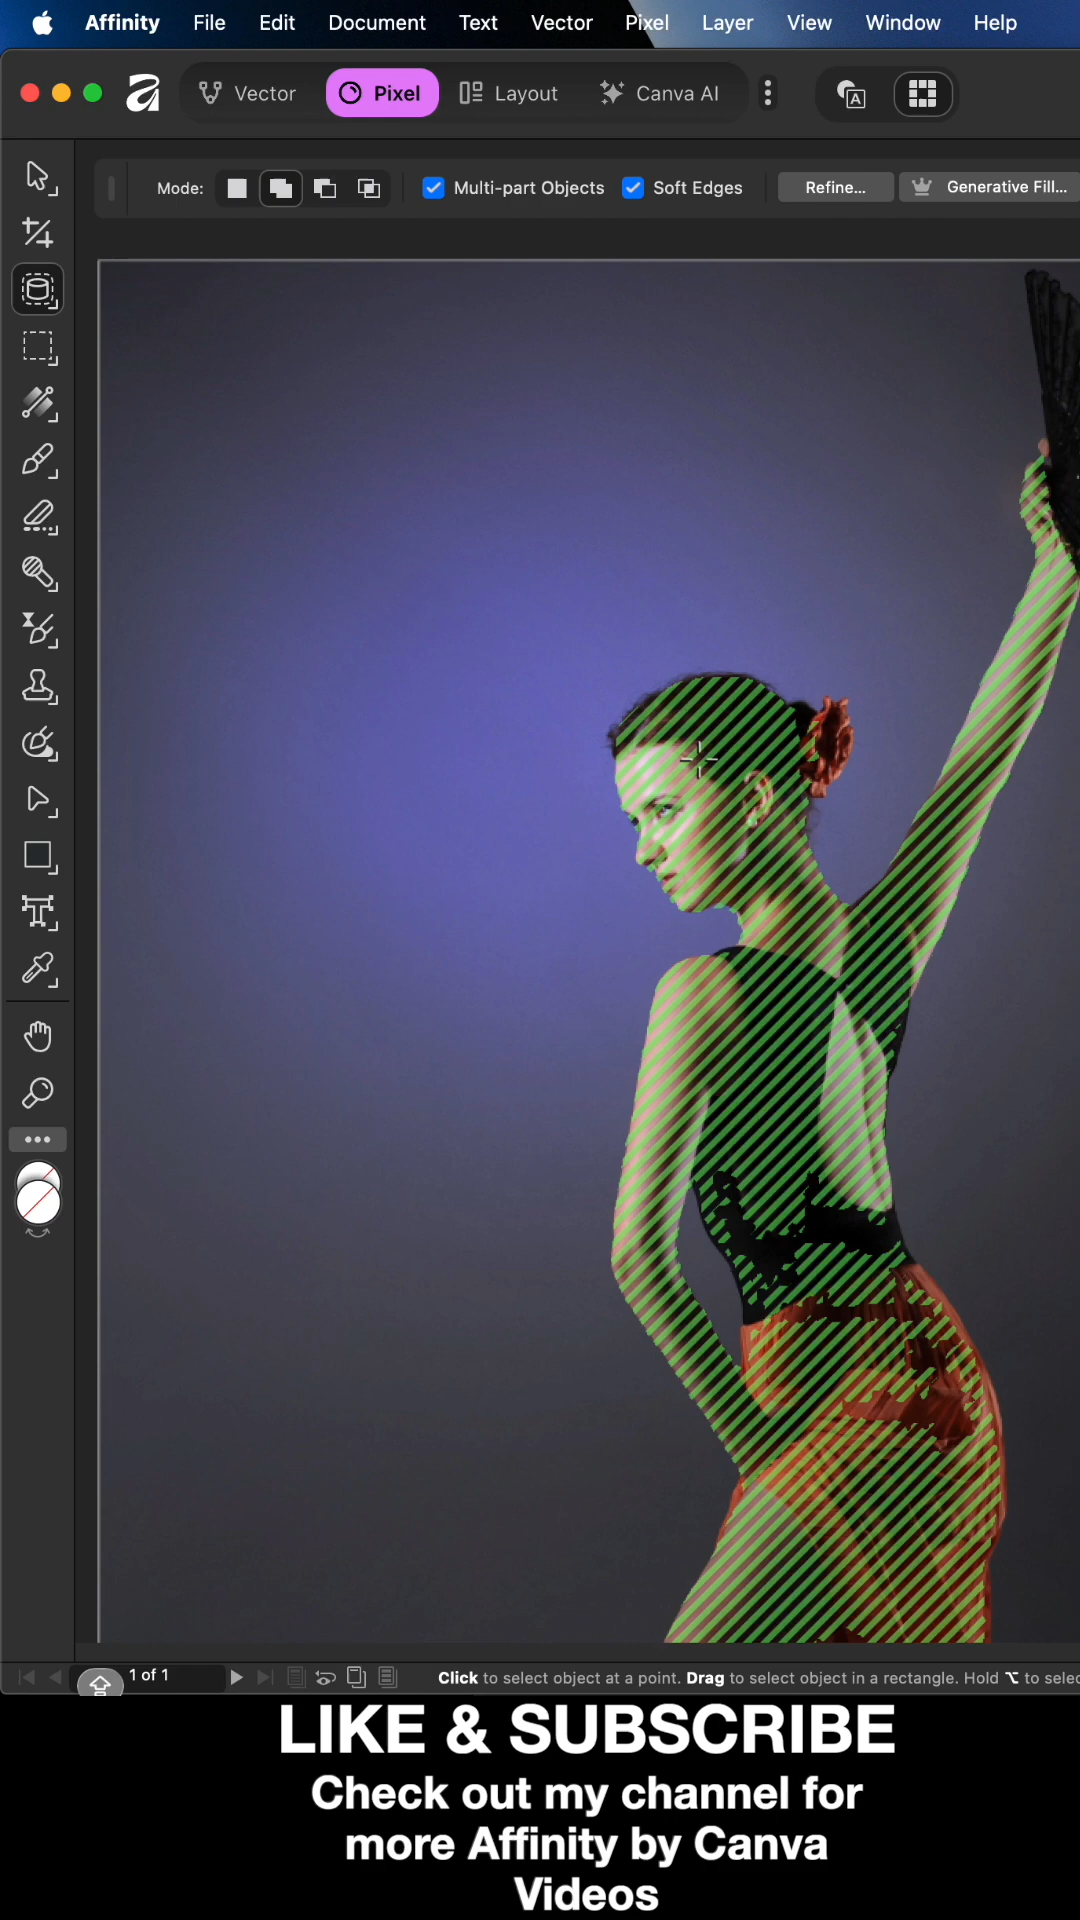 Affinity File Edit Document Text Vector Pixel Layer View Window Help
Vector Pixel Layout Canva AI
Mode: Multi-part Objects Soft Edges Refine... Generative Fill...
1 of 1 Click to select object at a point. Drag to select object in a rectangle. Hold ⌥ to selec
LIKE & SUBSCRIBE
Check out my channel for
more Affinity by Canva
Videos